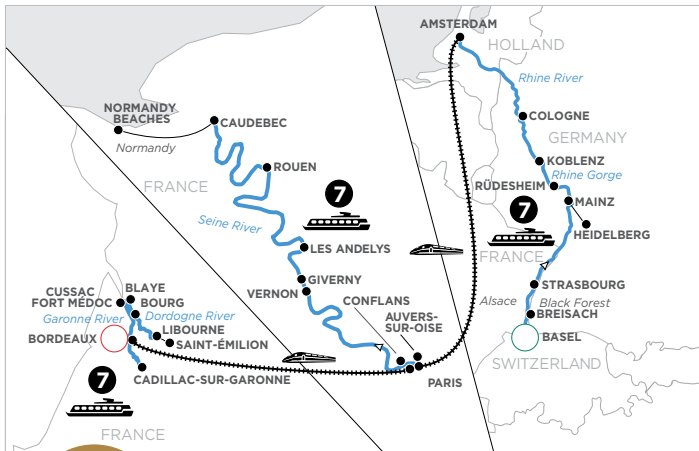 AMSTERDAM
HOLLAND
Rhine River
NORMANDY
BEACHES
CAUDEBEC
COLOGNE
Normandy
GERMANY
ROUEN
KOBLENZ
Rhine Gorge
FRANCE
7
RÜDESHEIM
MAINZ
7
Seine River
HEIDELBERG
LES ANDELYS
FRANCE
GIVERNY
STRASBOURG
VERNON
CONFLANS
Alsace
Black Forest
CUSSAC
FORT MÉDOC
BLAYE
BOURG
AUVERS-
SUR-OISE
BREISACH
Garonne River
Dordogne River
LIBOURNE
BORDEAUX
SAINT-ÉMILION
BASEL
SWITZERLAND
CADILLAC-SUR-GARONNE
PARIS
7
FRANCE